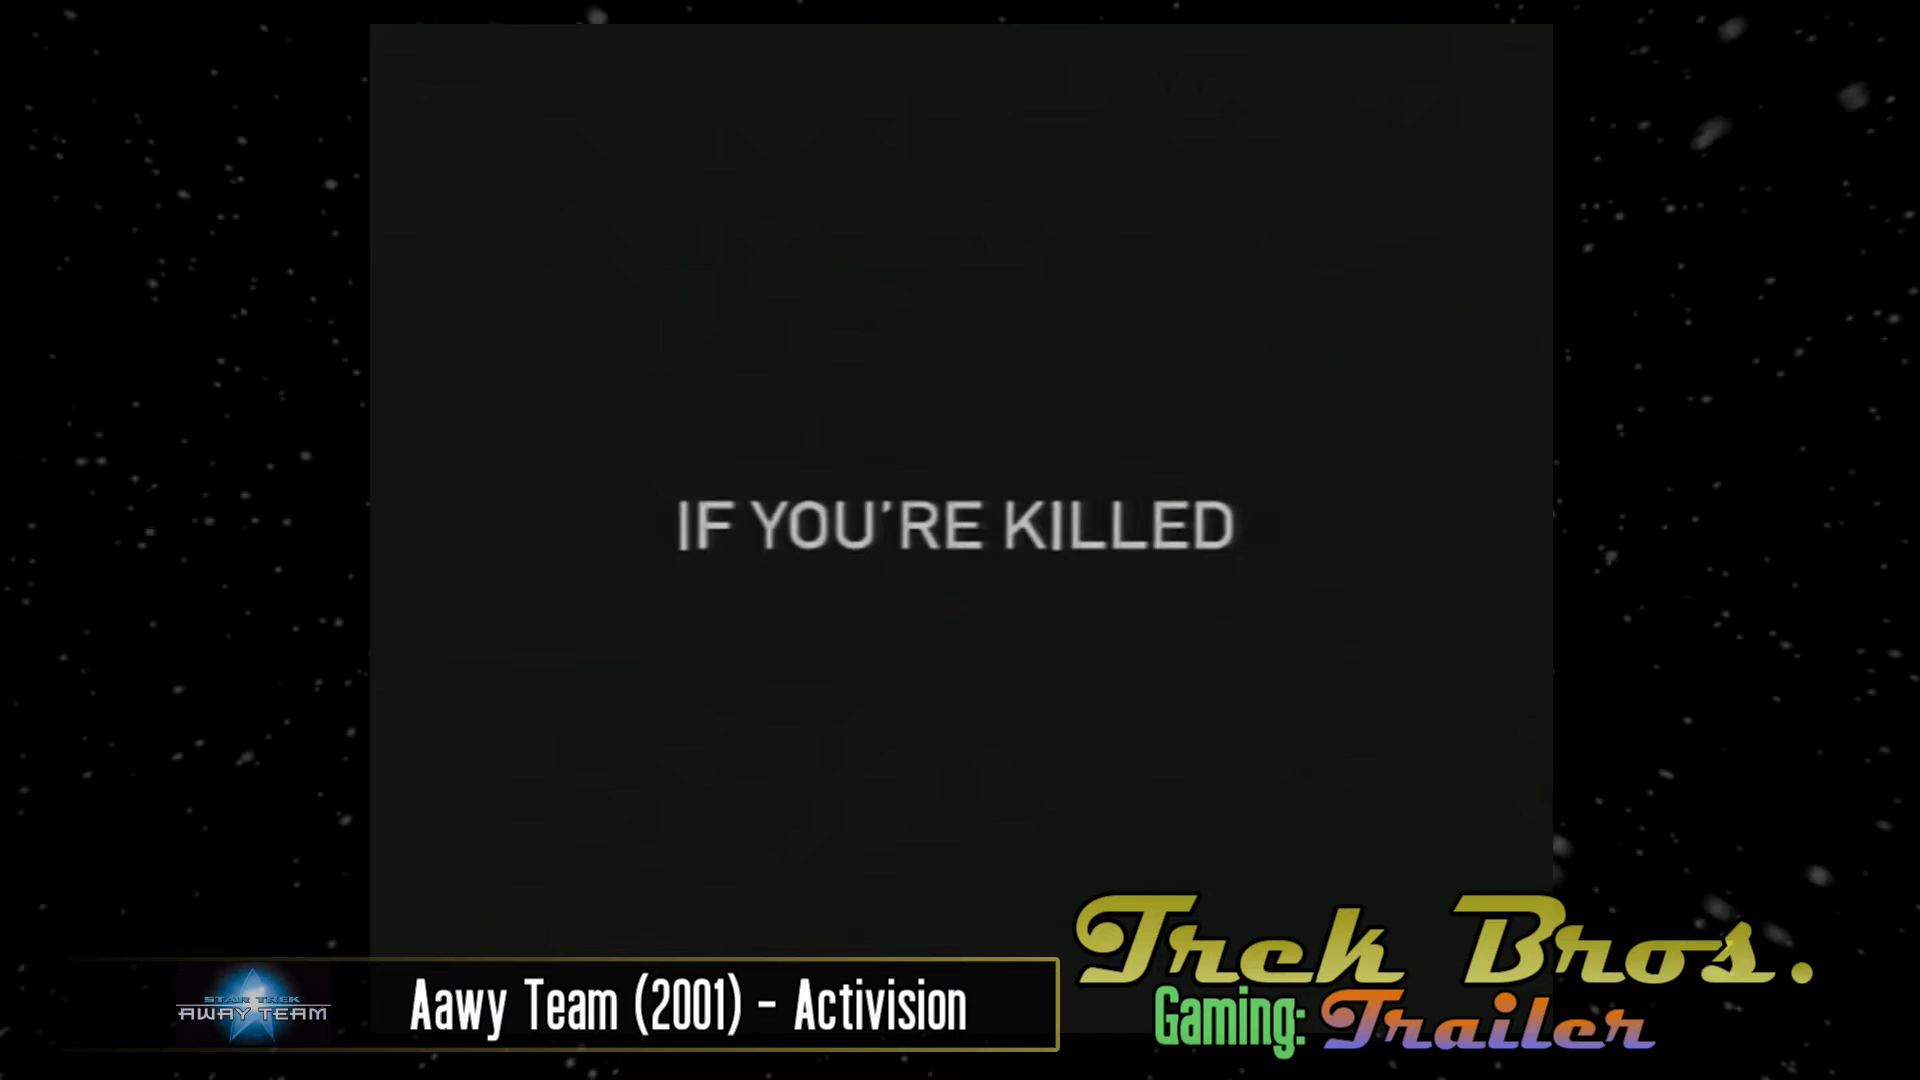 IF YOU'RE KILLED
STAR TREK
AWAY TEAM
Aawy Team (2001) - Activision
Trek Bros.
Gaming: Trailer